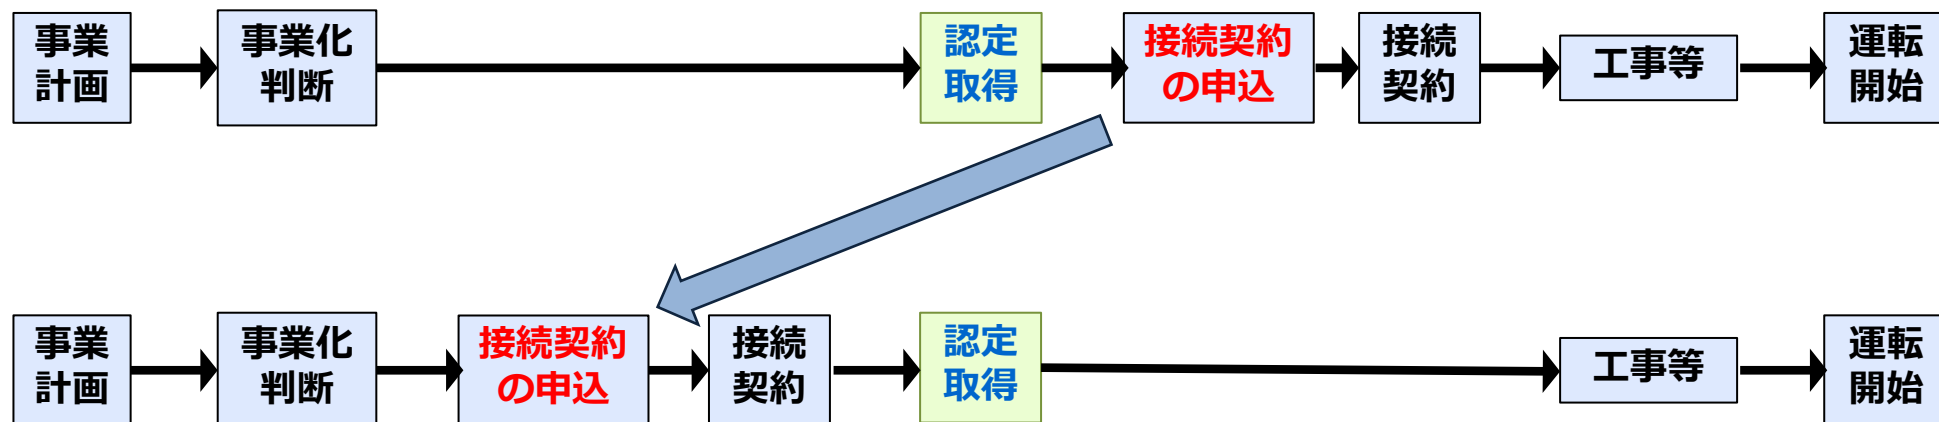 事業
計画
事業化
判断
認定
取得
接続契約
の申込
接続
契約
工事等
運転
開始
事業
計画
事業化
判断
接続契約
の申込
接続
契約
認定
取得
工事等
運転
開始